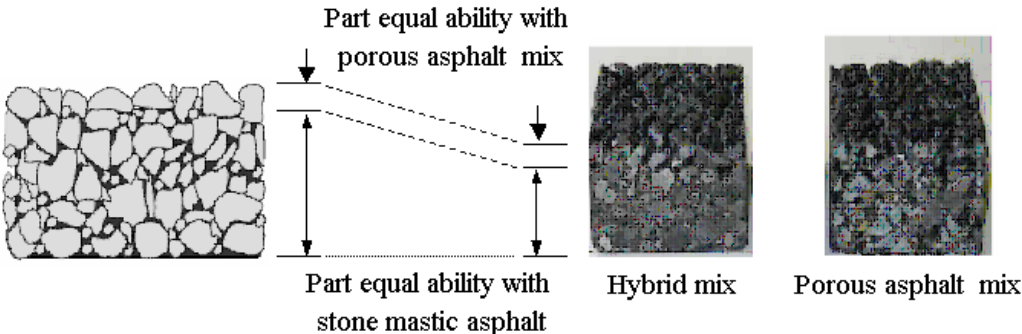 Part equal ability with
porous asphalt mix
Part equal ability with
stone mastic asphalt
Hybrid mix
Porous asphalt mix